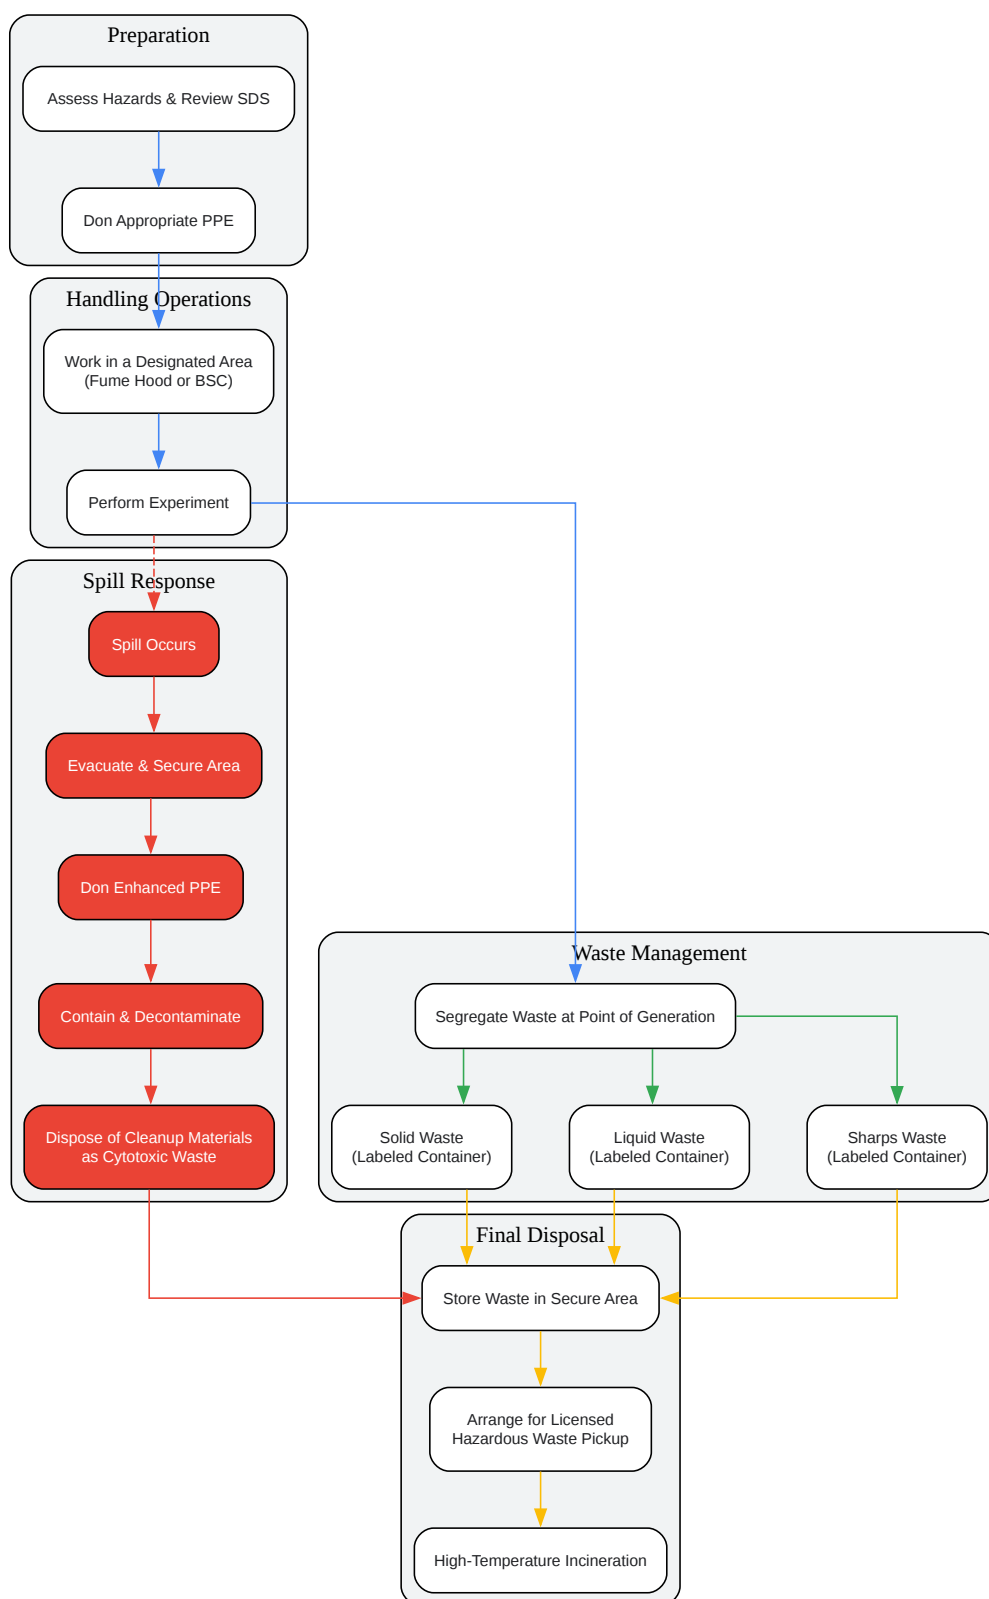 Preparation
Assess Hazards & Review SDS
Don Appropriate PPE
Handling Operations
Work in a Designated Area
(Fume Hood or BSC)
Perform Experiment
Spill Response
Spill Occurs
Evacuate & Secure Area
Don Enhanced PPE
Contain & Decontaminate
Dispose of Cleanup Materials
as Cytotoxic Waste
Waste Management
Segregate Waste at Point of Generation
Solid Waste
(Labeled Container)
Liquid Waste
(Labeled Container)
Sharps Waste
(Labeled Container)
Final Disposal
Store Waste in Secure Area
Arrange for Licensed
Hazardous Waste Pickup
High-Temperature Incineration